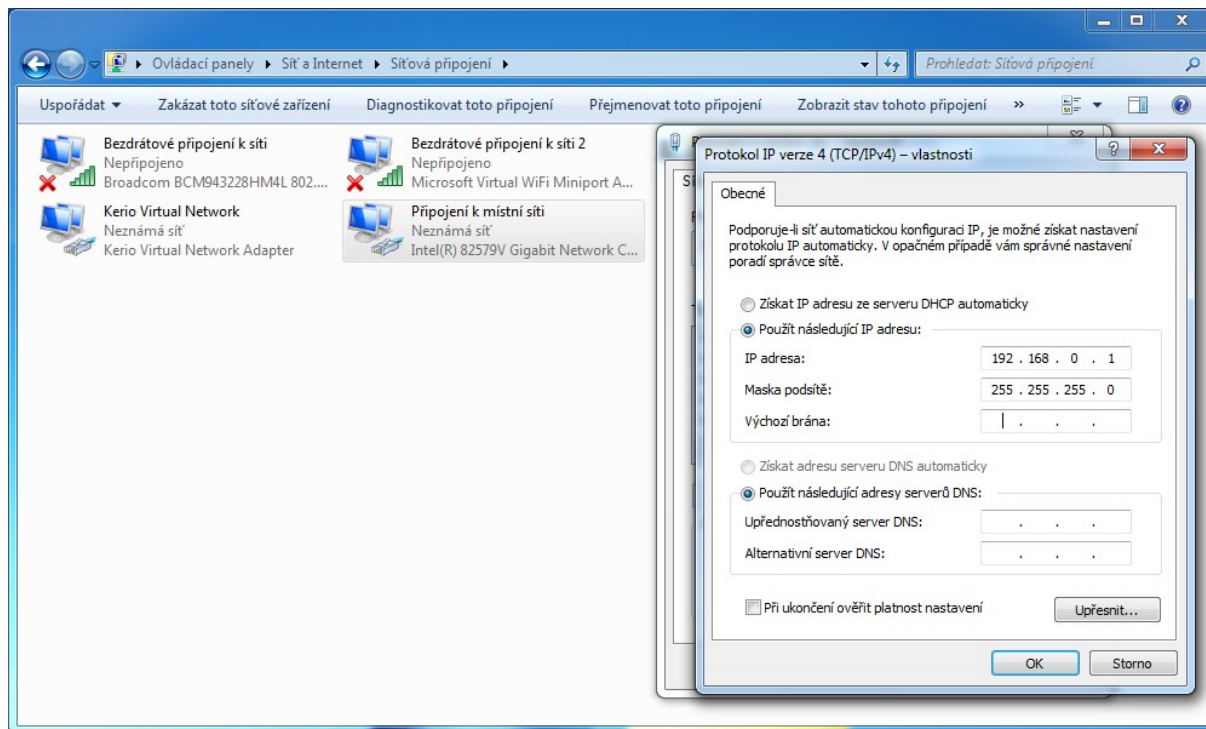 Ovládací panely
Síť a Internet
Síťová připojení
Prohledat: Síťová připojení
Uspořádat
Zakázat toto síťové zařízení
Diagnostikovat toto připojení
Přejmenovat toto připojení
Zobrazit stav tohoto připojení
»
Bezdrátové připojení k síti
Nepřipojeno
Broadcom BCM943228HM4L 802....
Bezdrátové připojení k síti 2
Nepřipojeno
Microsoft Virtual WiFi Miniport A...
Kerio Virtual Network
Neznámá síť
Kerio Virtual Network Adapter
Připojení k místní síti
Neznámá síť
Intel(R) 82579V Gigabit Network C...
Protokol IP verze 4 (TCP/IPv4) – vlastnosti
Obecné
Podporuje-li síť automatickou konfiguraci IP, je možné získat nastavení
protokolu IP automaticky. V opačném případě vám správné nastavení
poradí správce sítě.
Získat IP adresu ze serveru DHCP automaticky
Použít následující IP adresu:
IP adresa: 192 . 168 . 0 . 1
Maska podsítě: 255 . 255 . 255 . 0
Výchozí brána: . . .
Získat adresu serveru DNS automaticky
Použít následující adresy serverů DNS:
Upřednostňovaný server DNS: . . .
Alternativní server DNS: . . .
Při ukončení ověřit platnost nastavení
Upřesnit...
OK
Storno